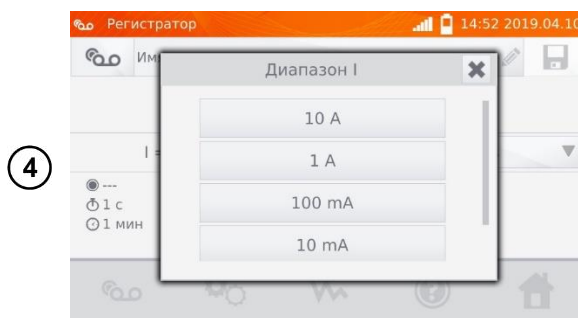 4
Регистратор 14:52 2019.04.10
Им
Диапазон I
10 A
I = 1 A
--- 100 mA
1 с
1 мин 10 mA